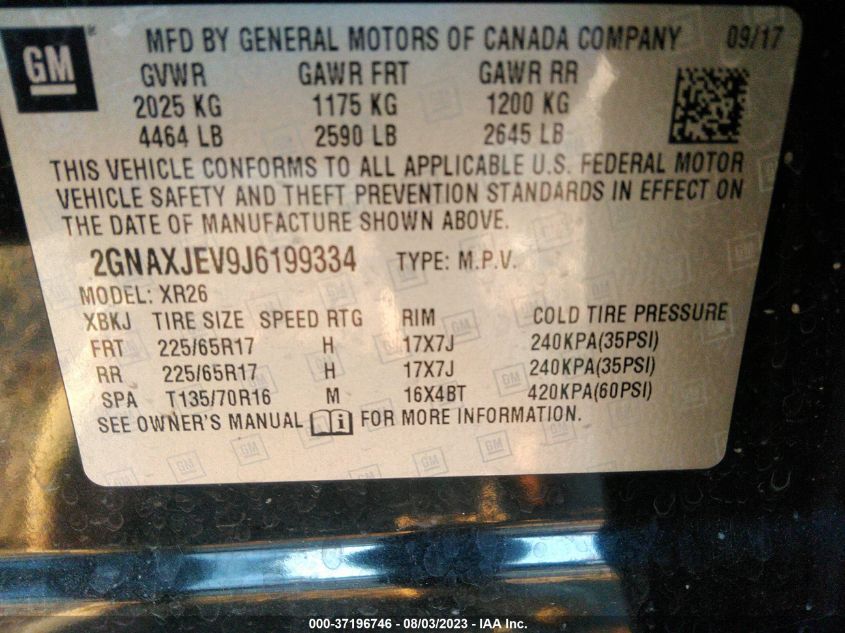 GM MFD BY GENERAL MOTORS OF CANADA COMPANY 09/17
GVWR GAWR FRT GAWR RR
2025 KG 1175 KG 1200 KG
4464 LB 2590 LB 2645 LB
THIS VEHICLE CONFORMS TO ALL APPLICABLE U.S. FEDERAL MOTOR
VEHICLE SAFETY AND THEFT PREVENTION STANDARDS IN EFFECT ON
THE DATE OF MANUFACTURE SHOWN ABOVE.
2GNAXJEV9J6199334 TYPE: M.P.V.
MODEL: XR26
XBKJ TIRE SIZE SPEED RTG RIM COLD TIRE PRESSURE
FRT 225/65R17 H 17X7J 240KPA(35PSI)
RR 225/65R17 H 17X7J 240KPA(35PSI)
SPA T135/70R16 M 16X4BT 420KPA(60PSI)
SEE OWNER'S MANUAL i FOR MORE INFORMATION.
000-37196746 - 08/03/2023 - IAA Inc.